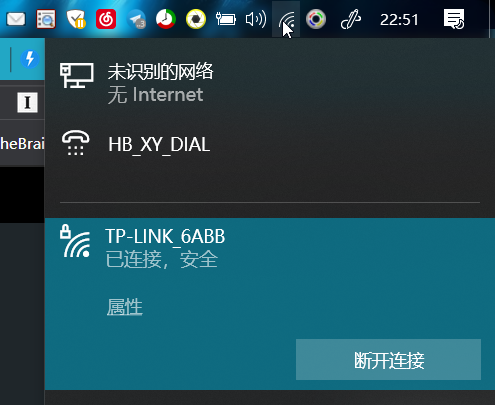 22:51
未识别的网络
无 Internet
heBrai
HB_XY_DIAL
TP-LINK_6ABB
已连接，安全
属性
断开连接